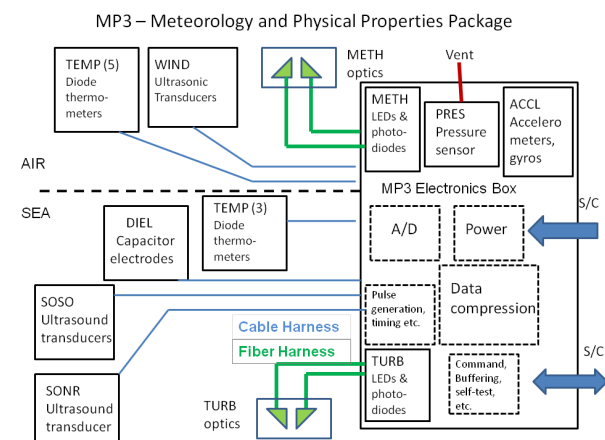 MP3 – Meteorology and Physical Properties Package
TEMP (5)
Diode
thermo-
meters
WIND
Ultrasonic
Transducers
METH
optics
Vent
METH
LEDs &
photo-
diodes
PRES
Pressure
sensor
ACCL
Accelero
meters,
gyros
AIR
SEA
MP3 Electronics Box
S/C
DIEL
Capacitor
electrodes
TEMP (3)
Diode
thermo-
meters
A/D
Power
SOSO
Ultrasound
transducers
Pulse
generation,
timing etc.
Data
compression
Cable Harness
Fiber Harness
SONR
Ultrasound
transducer
TURB
optics
TURB
LEDs &
photo-
diodes
Command,
Buffering,
self-test,
etc.
S/C